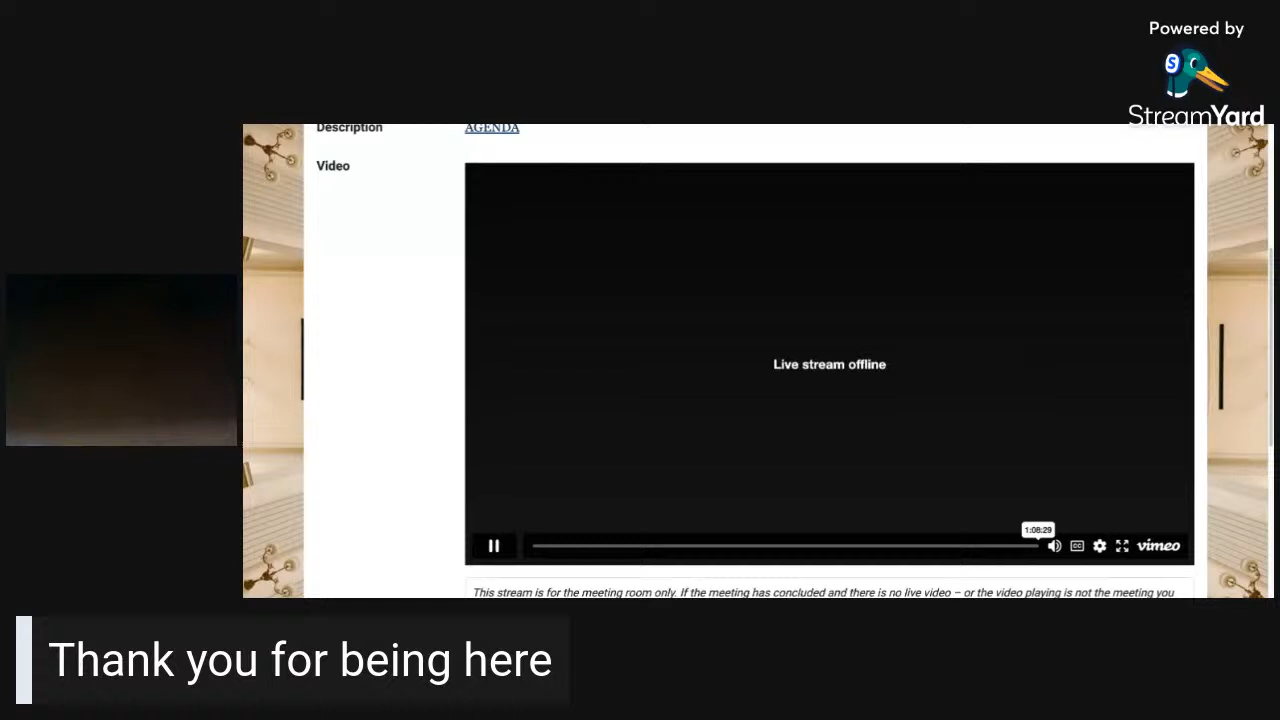 Powered by
S
StreamYard
Description AGENDA
Video
Live stream offline
1:08:29
CC
vimeo
This stream is for the meeting room only. If the meeting has concluded and there is no live video – or the video playing is not the meeting you
Thank you for being here